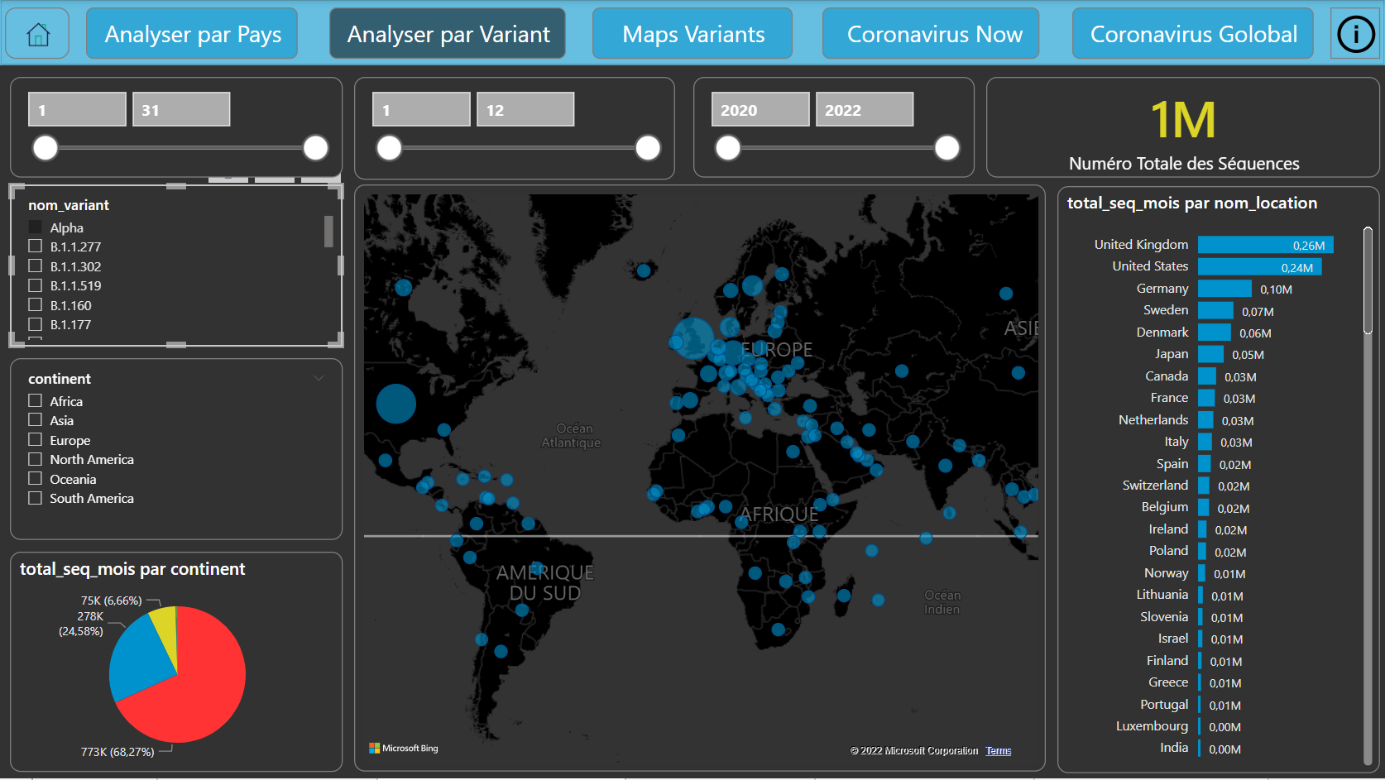 Analyser par Pays
Analyser par Variant
Maps Variants
Coronavirus Now
Coronavirus Golobal
1
31
1
12
2020
2022
1M
Numéro Totale des Séquences
nom_variant
Alpha
B.1.1.277
B.1.1.302
B.1.1.519
B.1.160
B.1.177
continent
Africa
Asia
Europe
North America
Oceania
South America
total_seq_mois par continent
75K (6,66%)
278K
(24,58%)
773K (68,27%)
ASIE
EUROPE
Océan
Atlantique
AFRIQUE
AMÉRIQUE
DU SUD
Océan
Indien
Microsoft Bing
© 2022 Microsoft Corporation Terms
total_seq_mois par nom_location
United Kingdom 0,26M
United States 0,24M
Germany 0,10M
Sweden 0,07M
Denmark 0,06M
Japan 0,05M
Canada 0,03M
France 0,03M
Netherlands 0,03M
Italy 0,03M
Spain 0,02M
Switzerland 0,02M
Belgium 0,02M
Ireland 0,02M
Poland 0,02M
Norway 0,01M
Lithuania 0,01M
Slovenia 0,01M
Israel 0,01M
Finland 0,01M
Greece 0,01M
Portugal 0,01M
Luxembourg 0,00M
India 0,00M